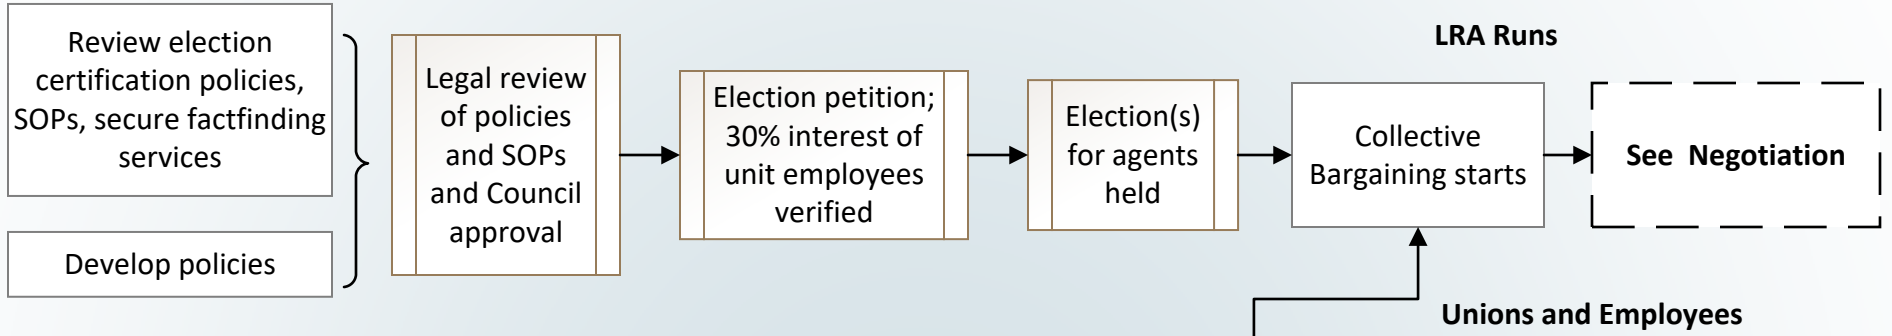 Review election
certification policies,
SOPs, secure factfinding
services
Develop policies
Legal review
of policies
and SOPs
and Council
approval
Election petition;
30% interest of
unit employees
verified
Election(s)
for agents
held
LRA Runs
Collective
Bargaining starts
See Negotiation
Unions and Employees